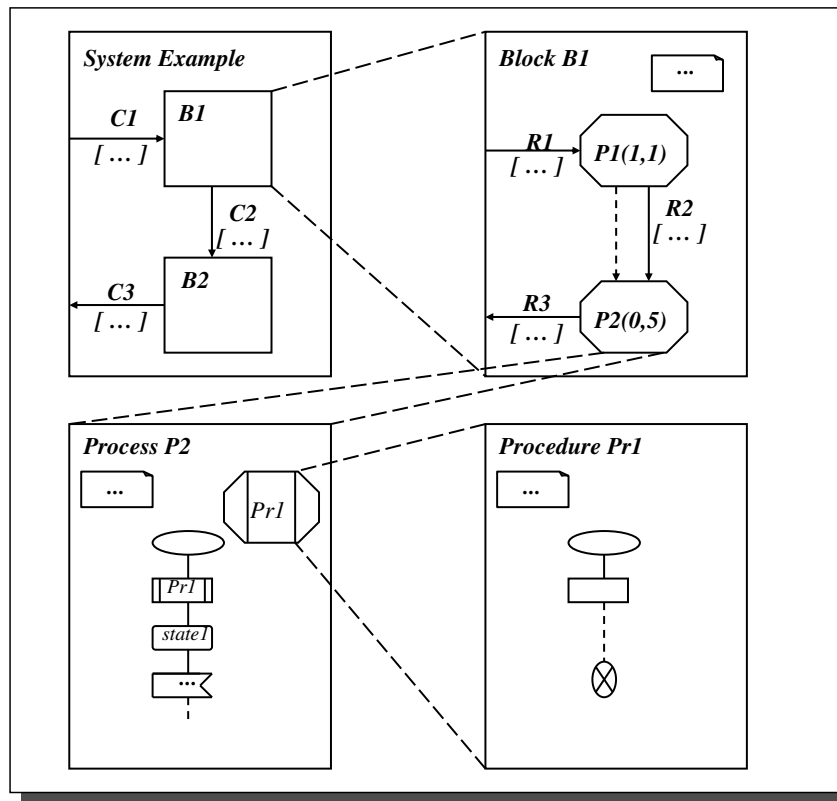 System Example
B1
C1
[ ... ]
C2
[ ... ]
B2
C3
[ ... ]
Block B1
...
R1
[ ... ]
P1(1,1)
R2
[ ... ]
R3
[ ... ]
P2(0,5)
Process P2
...
Pr1
Pr1
state1
...
Procedure Pr1
...